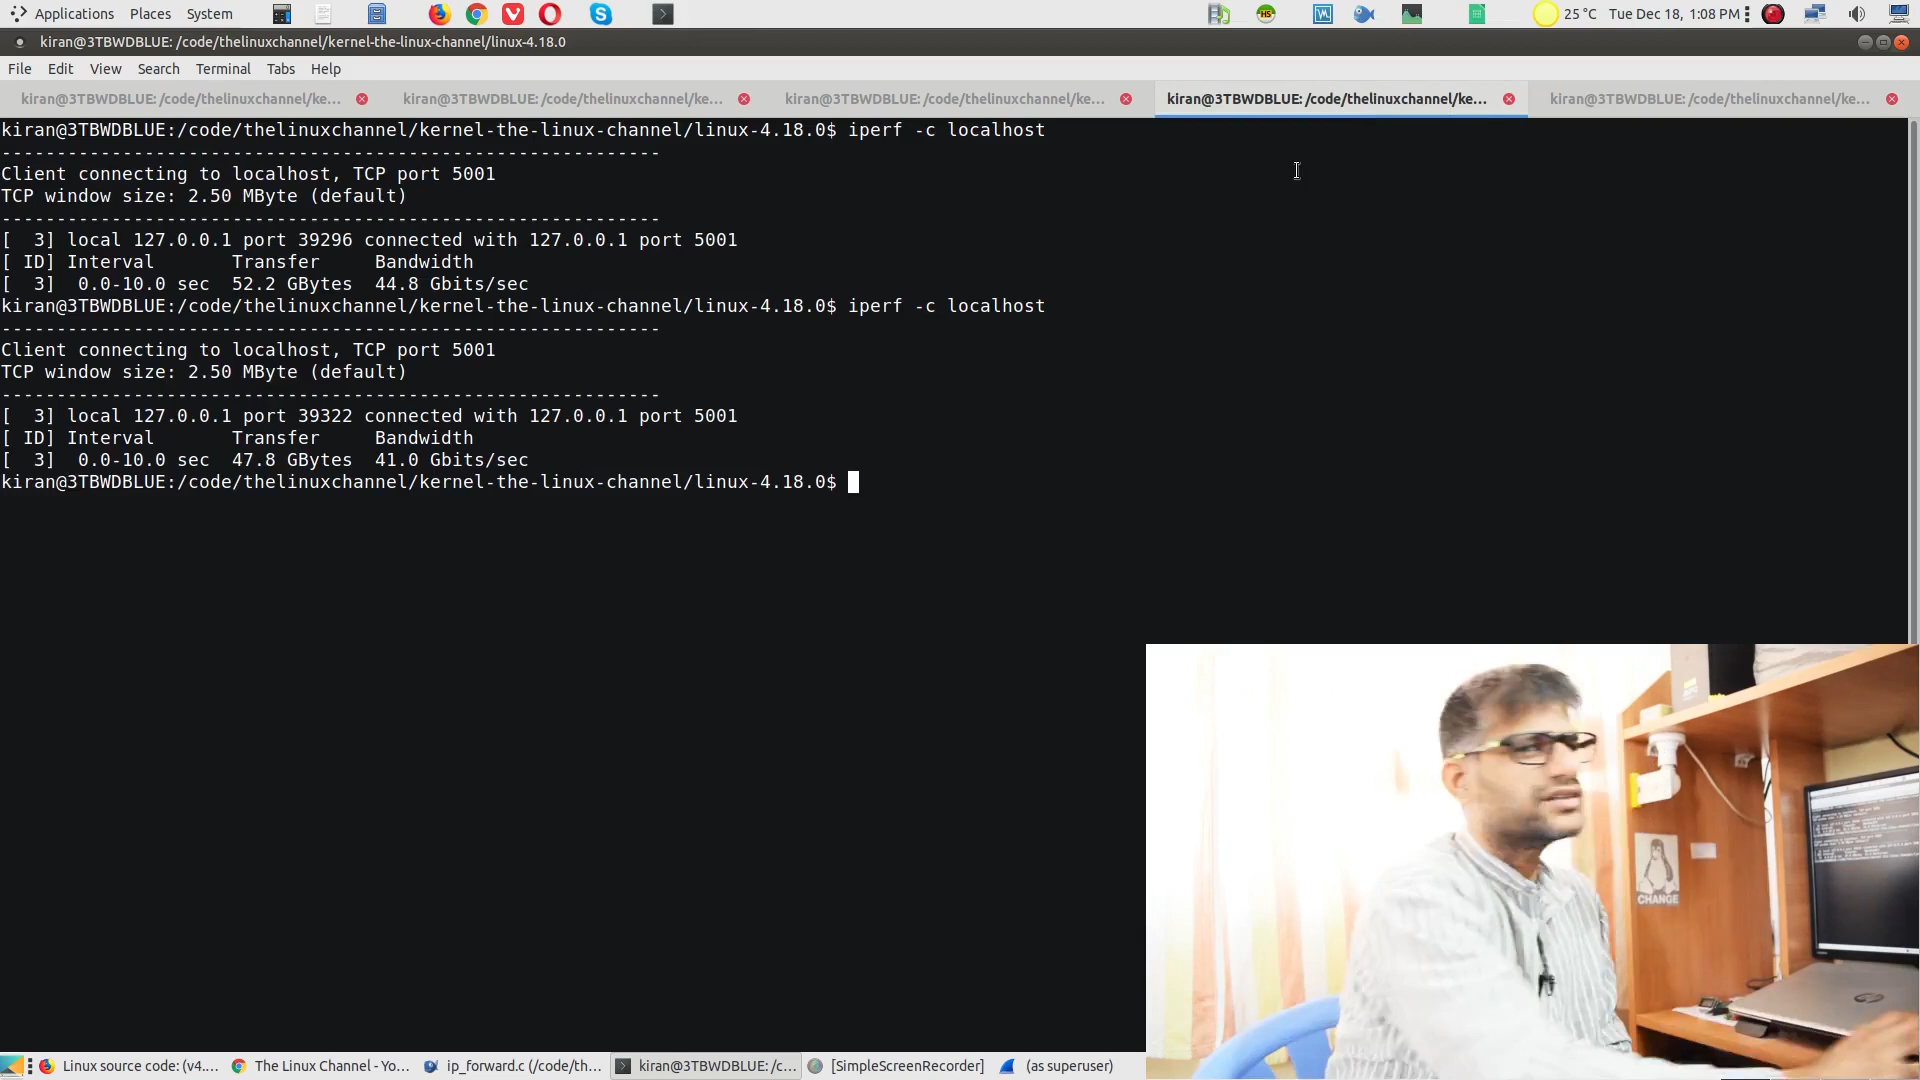 Applications Places System 25 °C Tue Dec 18, 1:08 PM
kiran@3TBWDBLUE: /code/thelinuxchannel/kernel-the-linux-channel/linux-4.18.0
File Edit View Search Terminal Tabs Help
kiran@3TBWDBLUE: /code/thelinuxchannel/ke... kiran@3TBWDBLUE: /code/thelinuxchannel/ke... kiran@3TBWDBLUE: /code/thelinuxchannel/ke... kiran@3TBWDBLUE: /code/thelinuxchannel/ke... kiran@3TBWDBLUE: /code/thelinuxchannel/ke...
kiran@3TBWDBLUE:/code/thelinuxchannel/kernel-the-linux-channel/linux-4.18.0$ iperf -c localhost
------------------------------------------------------------
Client connecting to localhost, TCP port 5001
TCP window size: 2.50 MByte (default)
------------------------------------------------------------
[  3] local 127.0.0.1 port 39296 connected with 127.0.0.1 port 5001
[ ID] Interval       Transfer     Bandwidth
[  3]  0.0-10.0 sec  52.2 GBytes  44.8 Gbits/sec
kiran@3TBWDBLUE:/code/thelinuxchannel/kernel-the-linux-channel/linux-4.18.0$ iperf -c localhost
------------------------------------------------------------
Client connecting to localhost, TCP port 5001
TCP window size: 2.50 MByte (default)
------------------------------------------------------------
[  3] local 127.0.0.1 port 39322 connected with 127.0.0.1 port 5001
[ ID] Interval       Transfer     Bandwidth
[  3]  0.0-10.0 sec  47.8 GBytes  41.0 Gbits/sec
kiran@3TBWDBLUE:/code/thelinuxchannel/kernel-the-linux-channel/linux-4.18.0$
CHANGE
Linux source code: (v4.... The Linux Channel - Yo... ip_forward.c (/code/th... kiran@3TBWDBLUE: /c... [SimpleScreenRecorder] (as superuser)